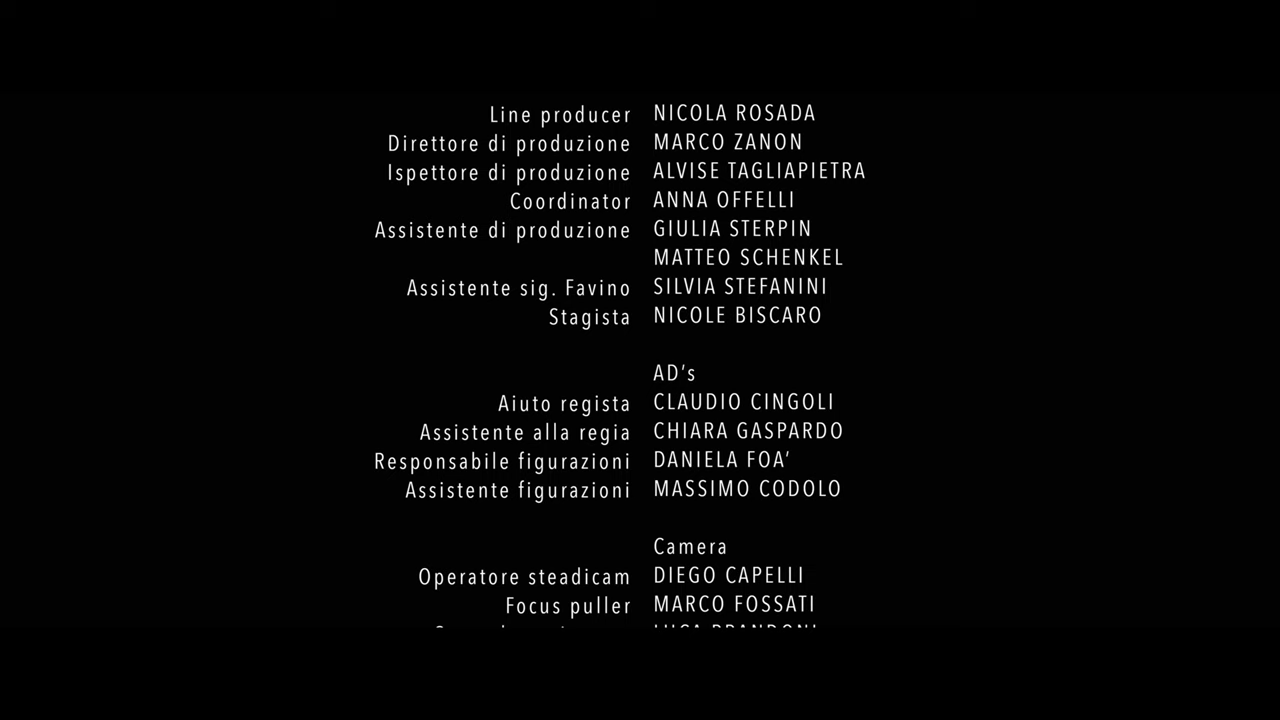 Line producer NICOLA ROSADA
Direttore di produzione MARCO ZANON
Ispettore di produzione ALVISE TAGLIAPIETRA
Coordinator ANNA OFFELLI
Assistente di produzione GIULIA STERPIN
MATTEO SCHENKEL
Assistente sig. Favino SILVIA STEFANINI
Stagista NICOLE BISCARO
AD's
Aiuto regista CLAUDIO CINGOLI
Assistente alla regia CHIARA GASPARDO
Responsabile figurazioni DANIELA FOA'
Assistente figurazioni MASSIMO CODOLO
Camera
Operatore steadicam DIEGO CAPELLI
Focus puller MARCO FOSSATI